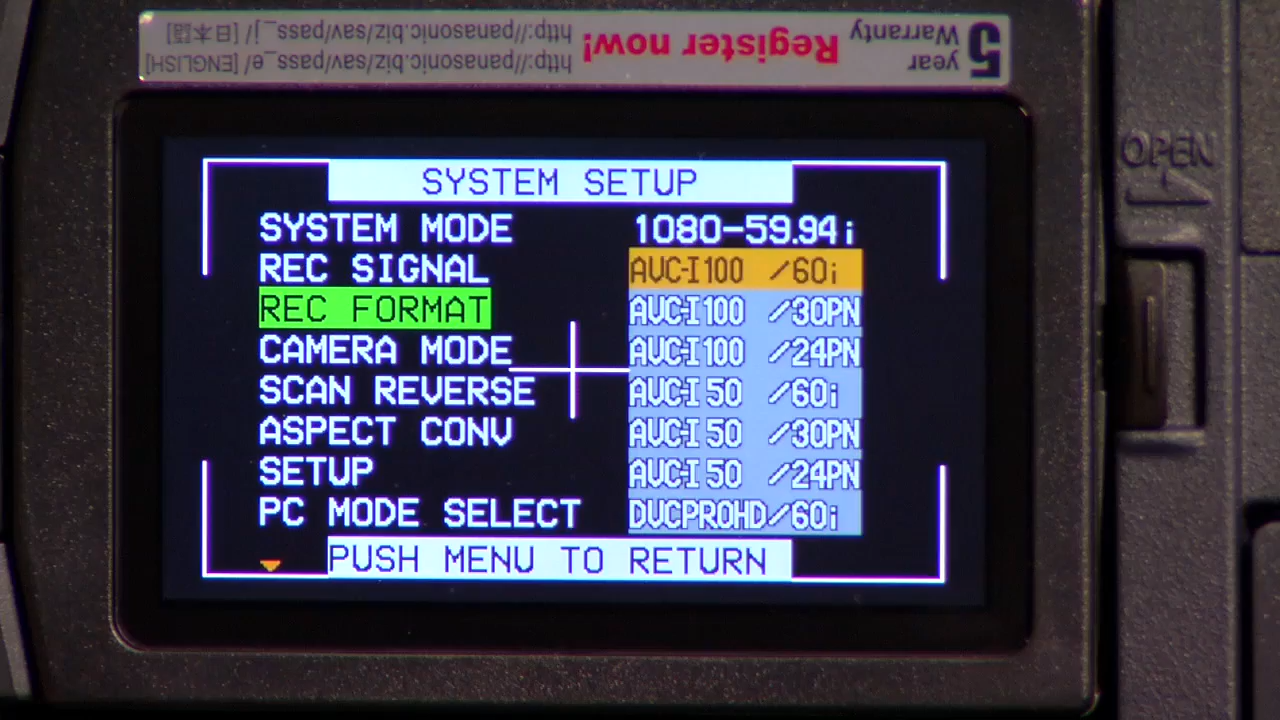 5 year Warranty Register now! http://panasonic.biz/sav/pass_e/ [ENGLISH]
http://panasonic.biz/sav/pass_j/ [日本語]
OPEN
SYSTEM SETUP
SYSTEM MODE 1080-59.94i
REC SIGNAL AVC-I100 /60i
REC FORMAT AVC-I100 /30PN
CAMERA MODE AVC-I100 /24PN
SCAN REVERSE AVC-I 50 /60i
ASPECT CONV AVC-I 50 /30PN
SETUP AVC-I 50 /24PN
PC MODE SELECT DVCPROHD/60i
PUSH MENU TO RETURN